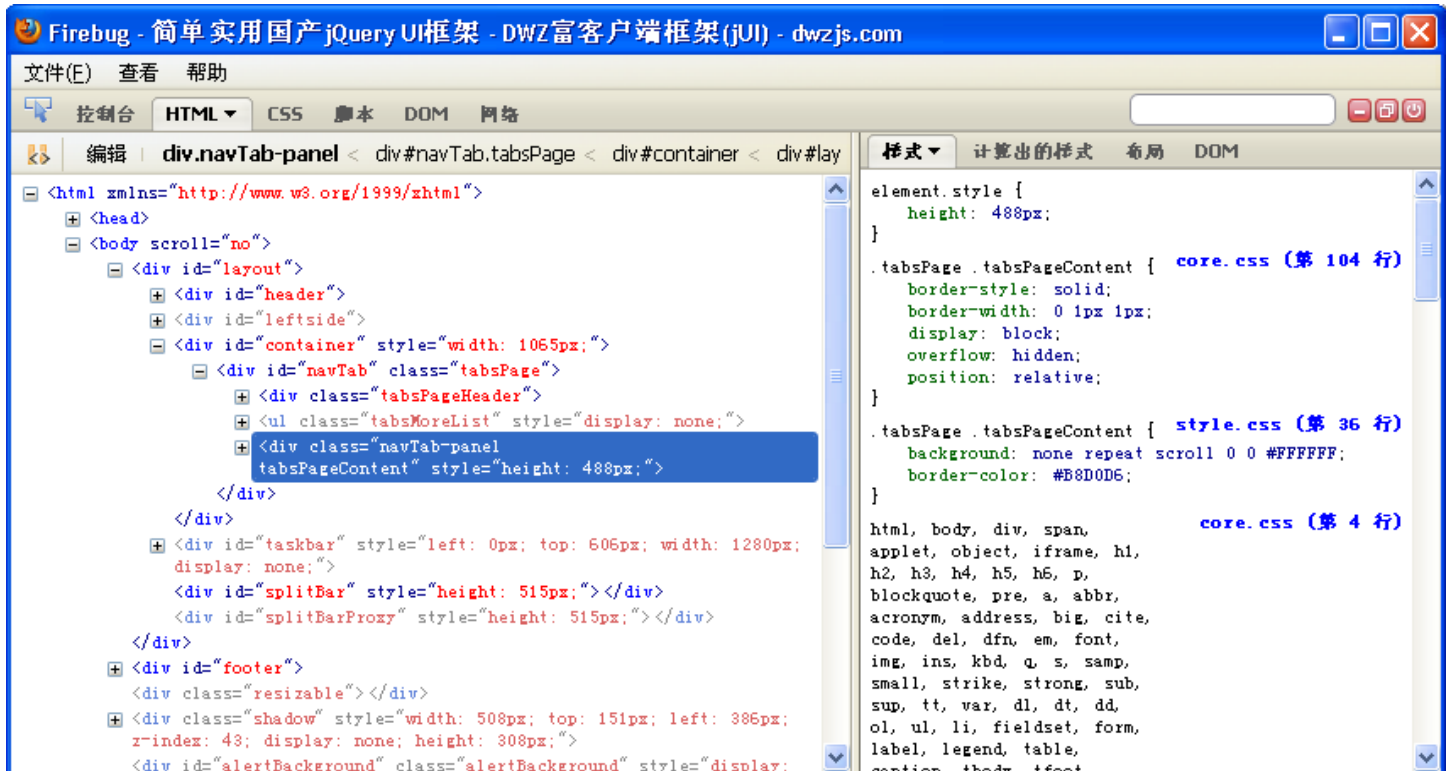 Firebug - 简单实用国产jQuery UI框架 - DWZ富客户端框架(jUI) - dwzjs.com
文件(F) 查看 帮助
控制台 HTML CSS 脚本 DOM 网络
编辑 div.navTab-panel < div#navTab.tabsPage < div#container < div#lay
<html xmlns="http://www.w3.org/1999/xhtml">
<head>
<body scroll="no">
<div id="layout">
<div id="header">
<div id="leftside">
<div id="container" style="width: 1065px;">
<div id="navTab" class="tabsPage">
<div class="tabsPageHeader">
<ul class="tabsMoreList" style="display: none;">
<div class="navTab-panel
tabsPageContent" style="height: 488px;">
</div>
</div>
<div id="taskbar" style="left: 0px; top: 606px; width: 1280px;
display: none;">
<div id="splitBar" style="height: 515px;"></div>
<div id="splitBarProxy" style="height: 515px;"></div>
</div>
<div id="footer">
<div class="resizable"></div>
<div class="shadow" style="width: 508px; top: 151px; left: 386px;
z-index: 43; display: none; height: 308px;">
<div id="alertBackground" class="alertBackground" style="display:
样式 计算出的样式 布局 DOM
element.style {
height: 488px;
}
.tabsPage .tabsPageContent { core.css (第 104 行)
border-style: solid;
border-width: 0 1px 1px;
display: block;
overflow: hidden;
position: relative;
}
.tabsPage .tabsPageContent { style.css (第 36 行)
background: none repeat scroll 0 0 #FFFFFF;
border-color: #B8D0D6;
}
html, body, div, span, core.css (第 4 行)
applet, object, iframe, h1,
h2, h3, h4, h5, h6, p,
blockquote, pre, a, abbr,
acronym, address, big, cite,
code, del, dfn, em, font,
img, ins, kbd, q, s, samp,
small, strike, strong, sub,
sup, tt, var, dl, dt, dd,
ol, ul, li, fieldset, form,
label, legend, table,
caption, tbody, tfoot,